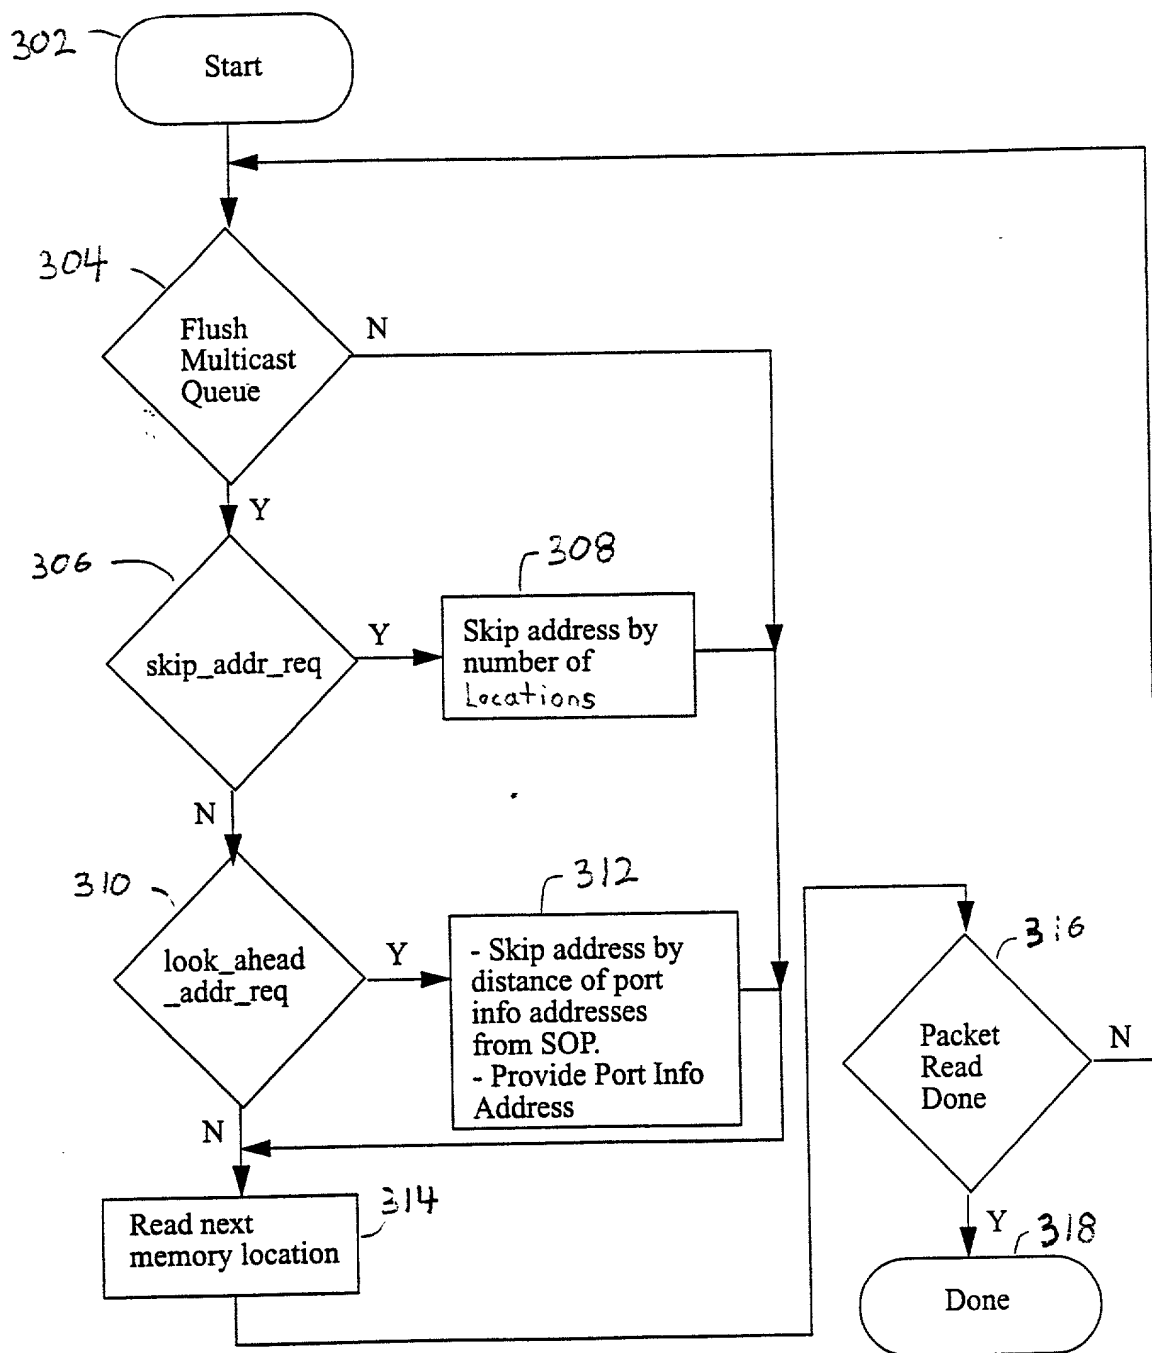 302
Start
304
Flush
Multicast
Queue
N
Y
306
skip_addr_req
Y
308
Skip address by
number of
Locations
N
310
look_ahead
_addr_req
Y
312
- Skip address by
distance of port
info addresses
from SOP.
- Provide Port Info
Address
N
314
Read next
memory location
316
Packet
Read
Done
N
Y
318
Done